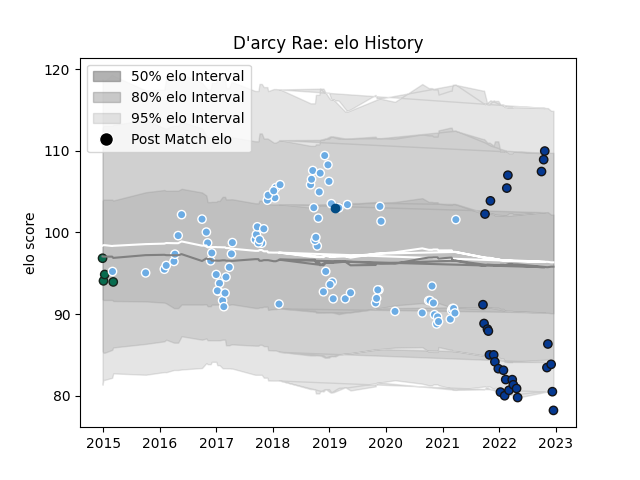 D'arcy Rae: elo History
50% elo Interval
80% elo Interval
95% elo Interval
Post Match elo
elo score
120
110
100
90
80
2015 2016 2017 2018 2019 2020 2021 2022 2023